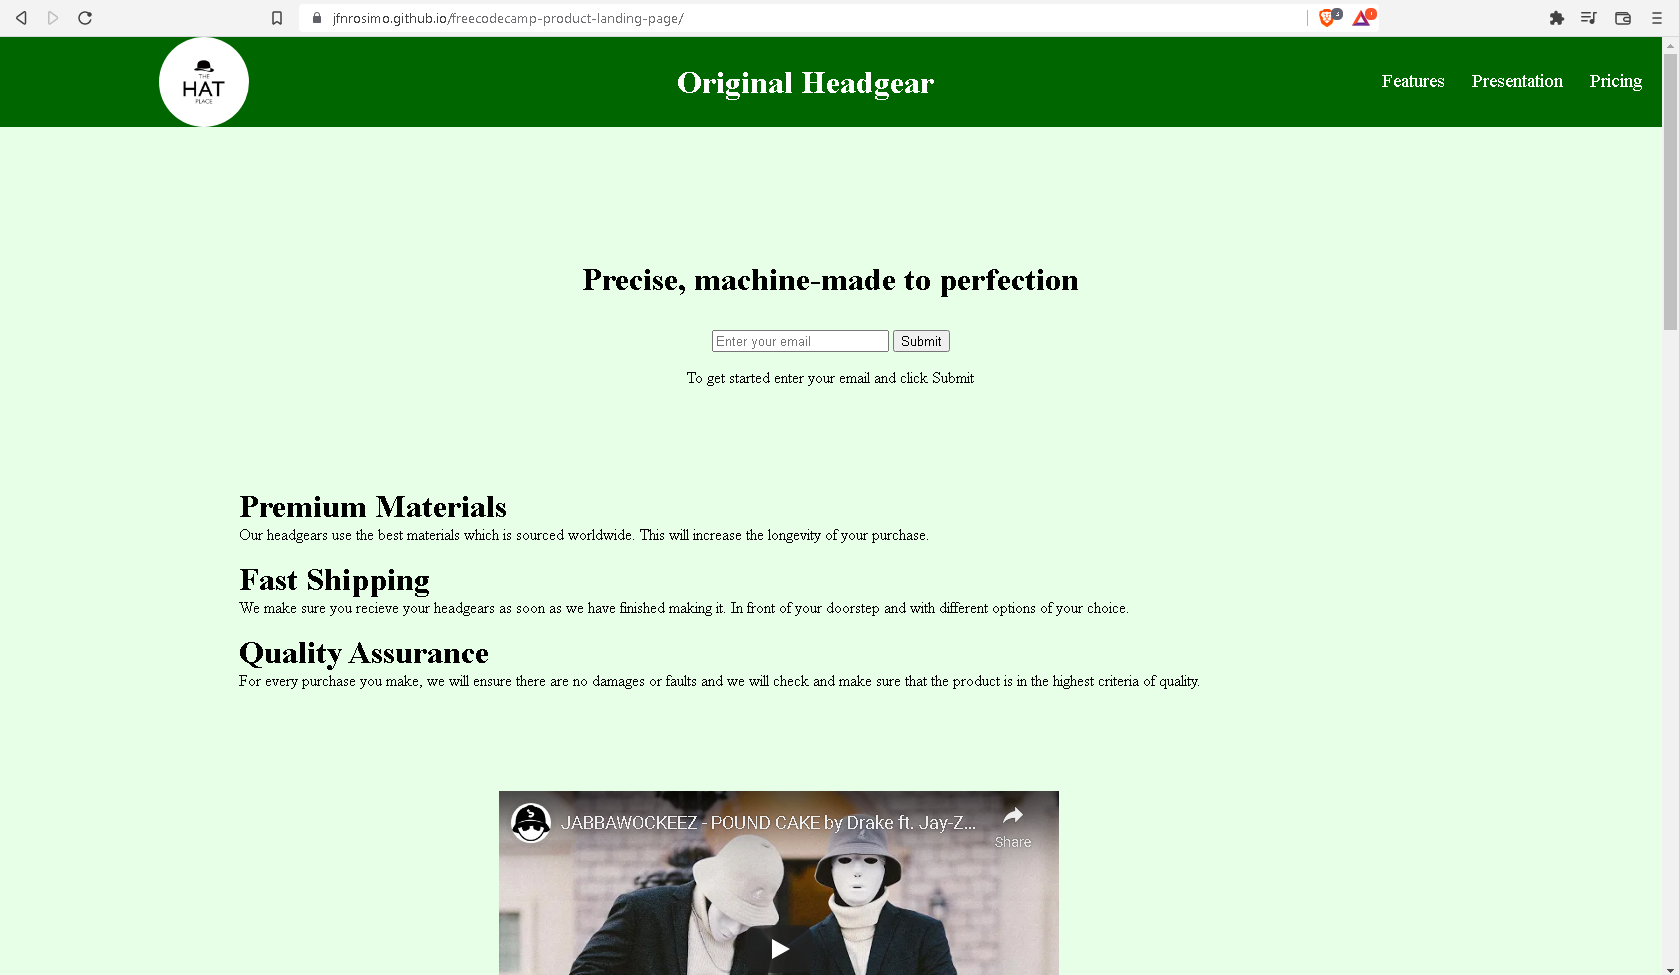 jfnrosimo.github.io/freecodecamp-product-landing-page/
3
1
THE
HAT
PLACE
Original Headgear
Features Presentation Pricing
Precise, machine-made to perfection
Enter your email Submit
To get started enter your email and click Submit
Premium Materials
Our headgears use the best materials which is sourced worldwide. This will increase the longevity of your purchase.
Fast Shipping
We make sure you recieve your headgears as soon as we have finished making it. In front of your doorstep and with different options of your choice.
Quality Assurance
For every purchase you make, we will ensure there are no damages or faults and we will check and make sure that the product is in the highest criteria of quality.
JABBAWOCKEEZ - POUND CAKE by Drake ft. Jay-Z...
Share